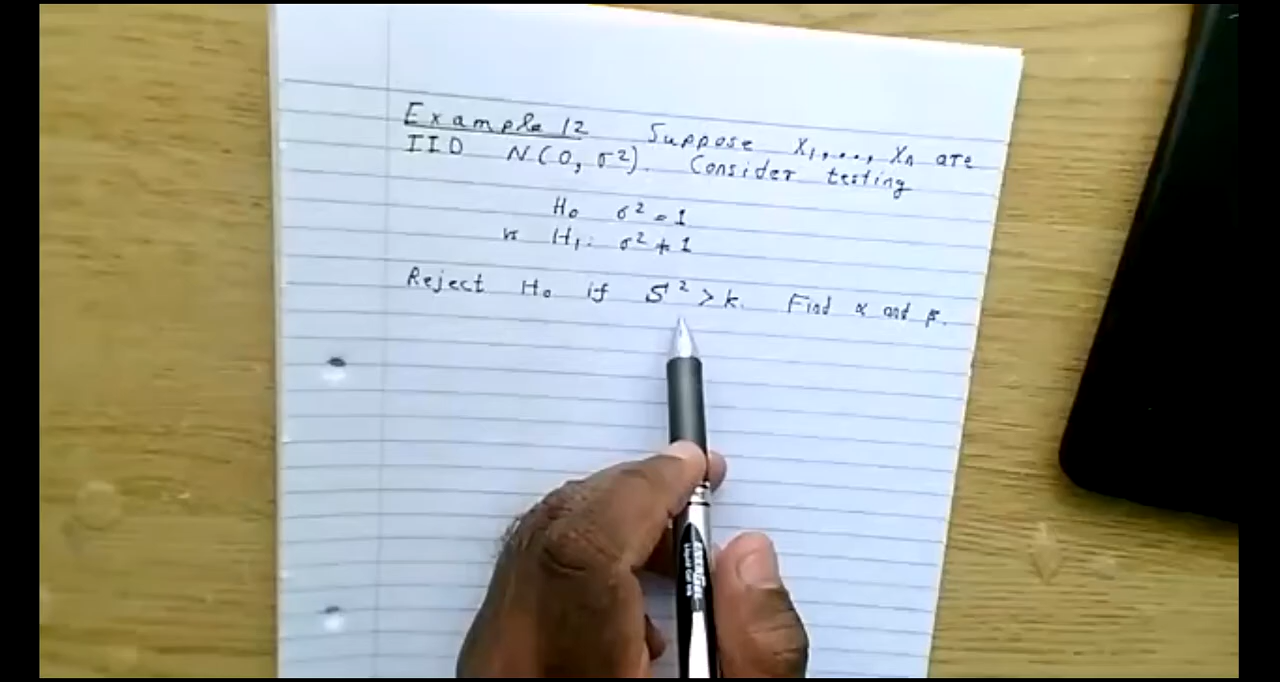 Example 12 Suppose X₁,..., Xₙ are
IID N(0, σ²). Consider testing
H₀ σ² = 1
vs H₁: σ² ≠ 1
Reject H₀ if S² > k. Find α and β.